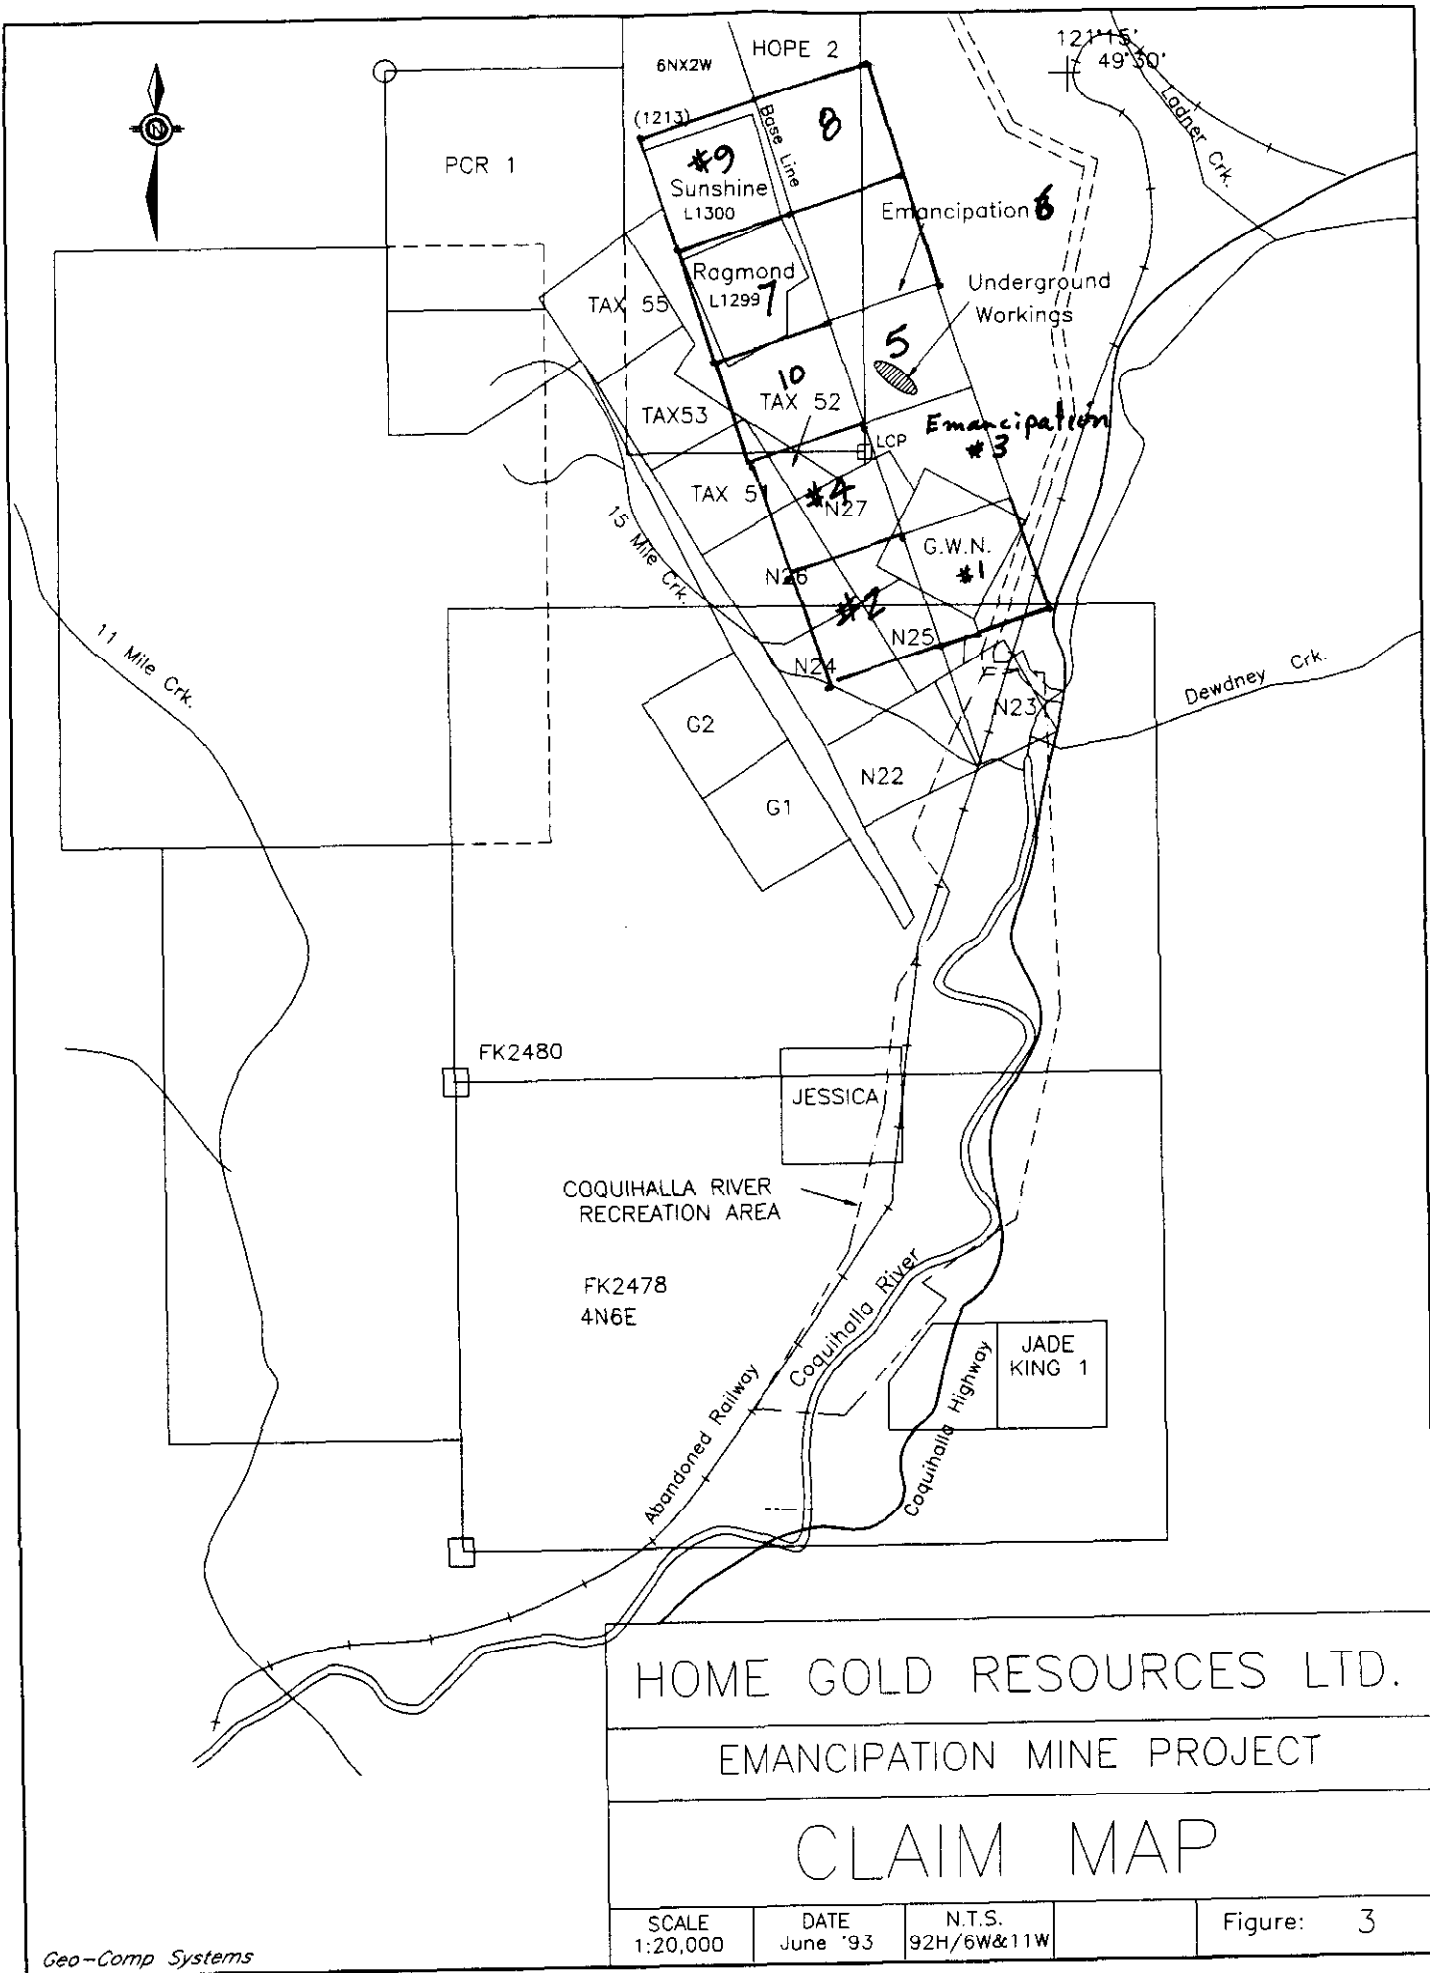 HOPE 2
6NX2W
121°15'
49°30'
Ladner Crk.
(1213)
Base Line
8
PCR 1
#9
Sunshine
L1300
Emancipation 6
Ragmond
L1299
7
Underground
Workings
TAX 55
5
10
TAX 52
TAX53
Emancipation
#3
LCP
TAX 51
#4
N27
15 Mile Crk.
G.W.N.
#1
N26
#2
N25
11 Mile Crk.
N24
Dewdney Crk.
N23
G2
N22
G1
FK2480
JESSICA
COQUIHALLA RIVER
RECREATION AREA
FK2478
4N6E
Coquihalla River
JADE
KING 1
Abandoned Railway
Coquihalla Highway
HOME GOLD RESOURCES LTD.
EMANCIPATION MINE PROJECT
CLAIM MAP
SCALE
1:20,000
DATE
June '93
N.T.S.
92H/6W&11W
Figure: 3
Geo-Comp Systems